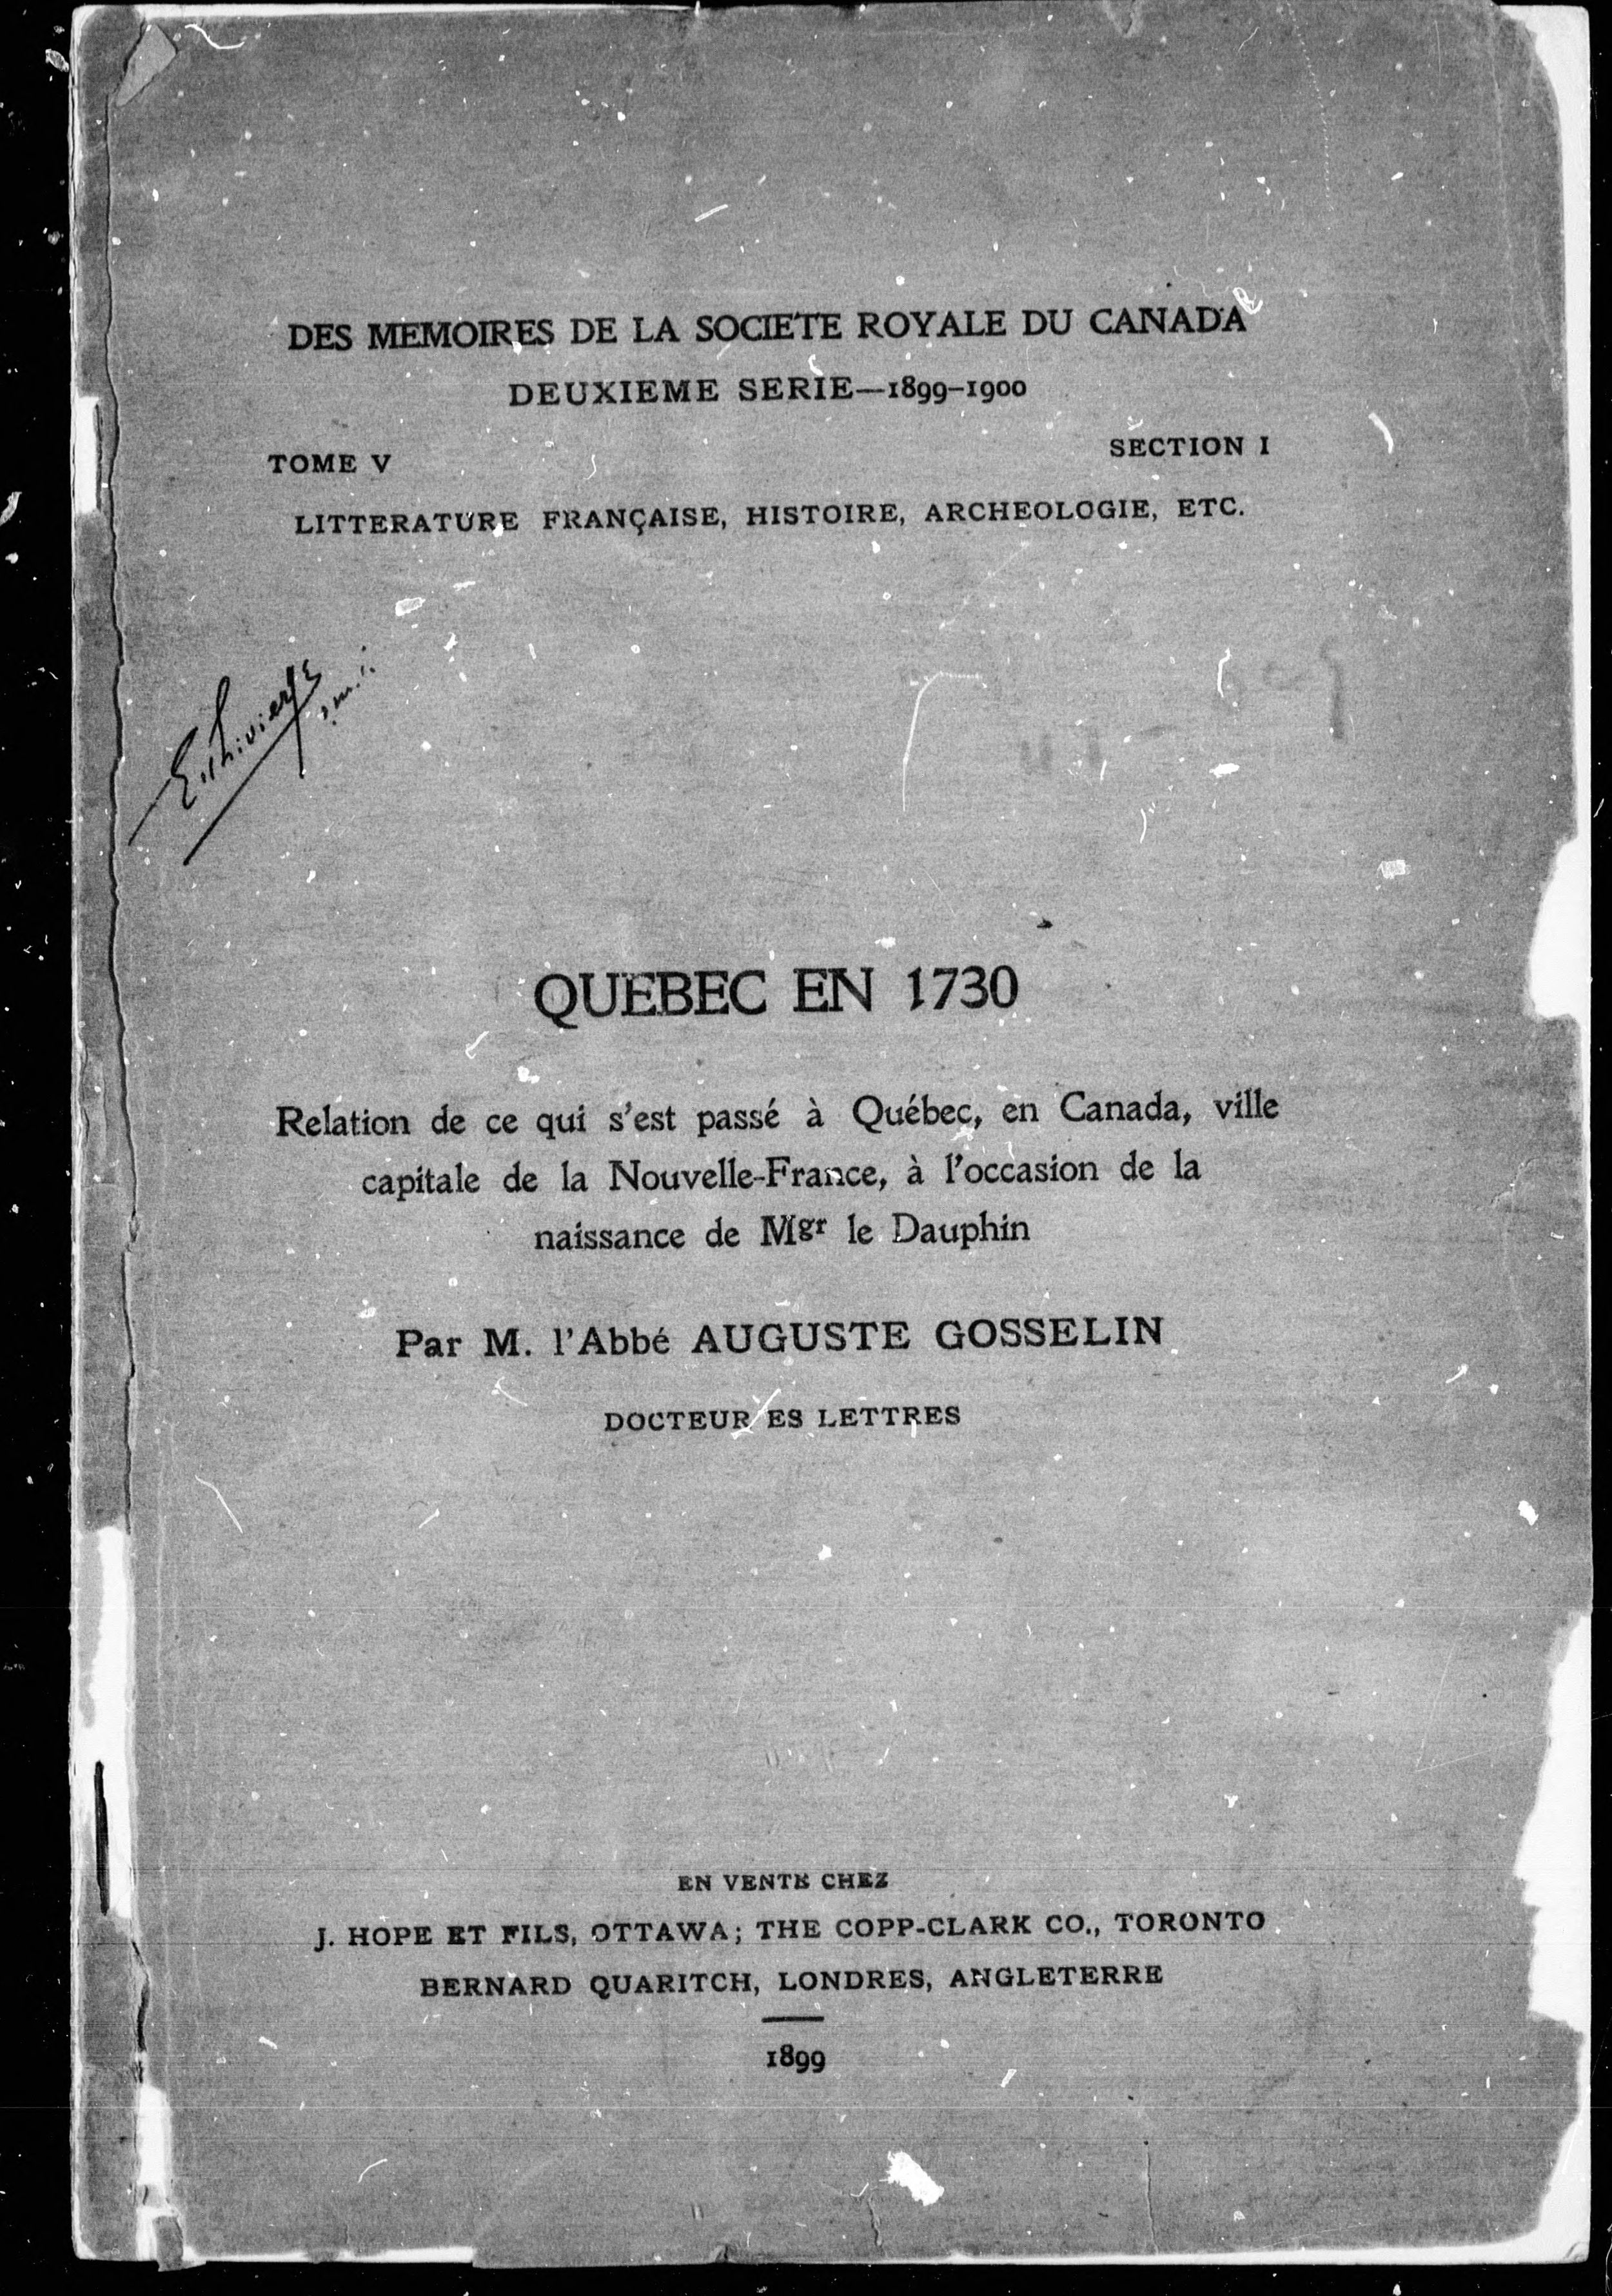 DES MEMOIRES DE LA SOCIETE ROYALE DU CANADA
DEUXIEME SERIE—1899–1900
TOME V
SECTION I
LITTERATURE FRANÇAISE, HISTOIRE, ARCHEOLOGIE, ETC.
QUEBEC EN 1730
Relation de ce qui s'est passé à Québec, en Canada, ville
capitale de la Nouvelle-France, à l'occasion de la
naissance de Mgr le Dauphin
Par M. l'Abbé AUGUSTE GOSSELIN
DOCTEUR ES LETTRES
EN VENTE CHEZ
J. HOPE ET FILS, OTTAWA; THE COPP-CLARK CO., TORONTO
BERNARD QUARITCH, LONDRES, ANGLETERRE
1899